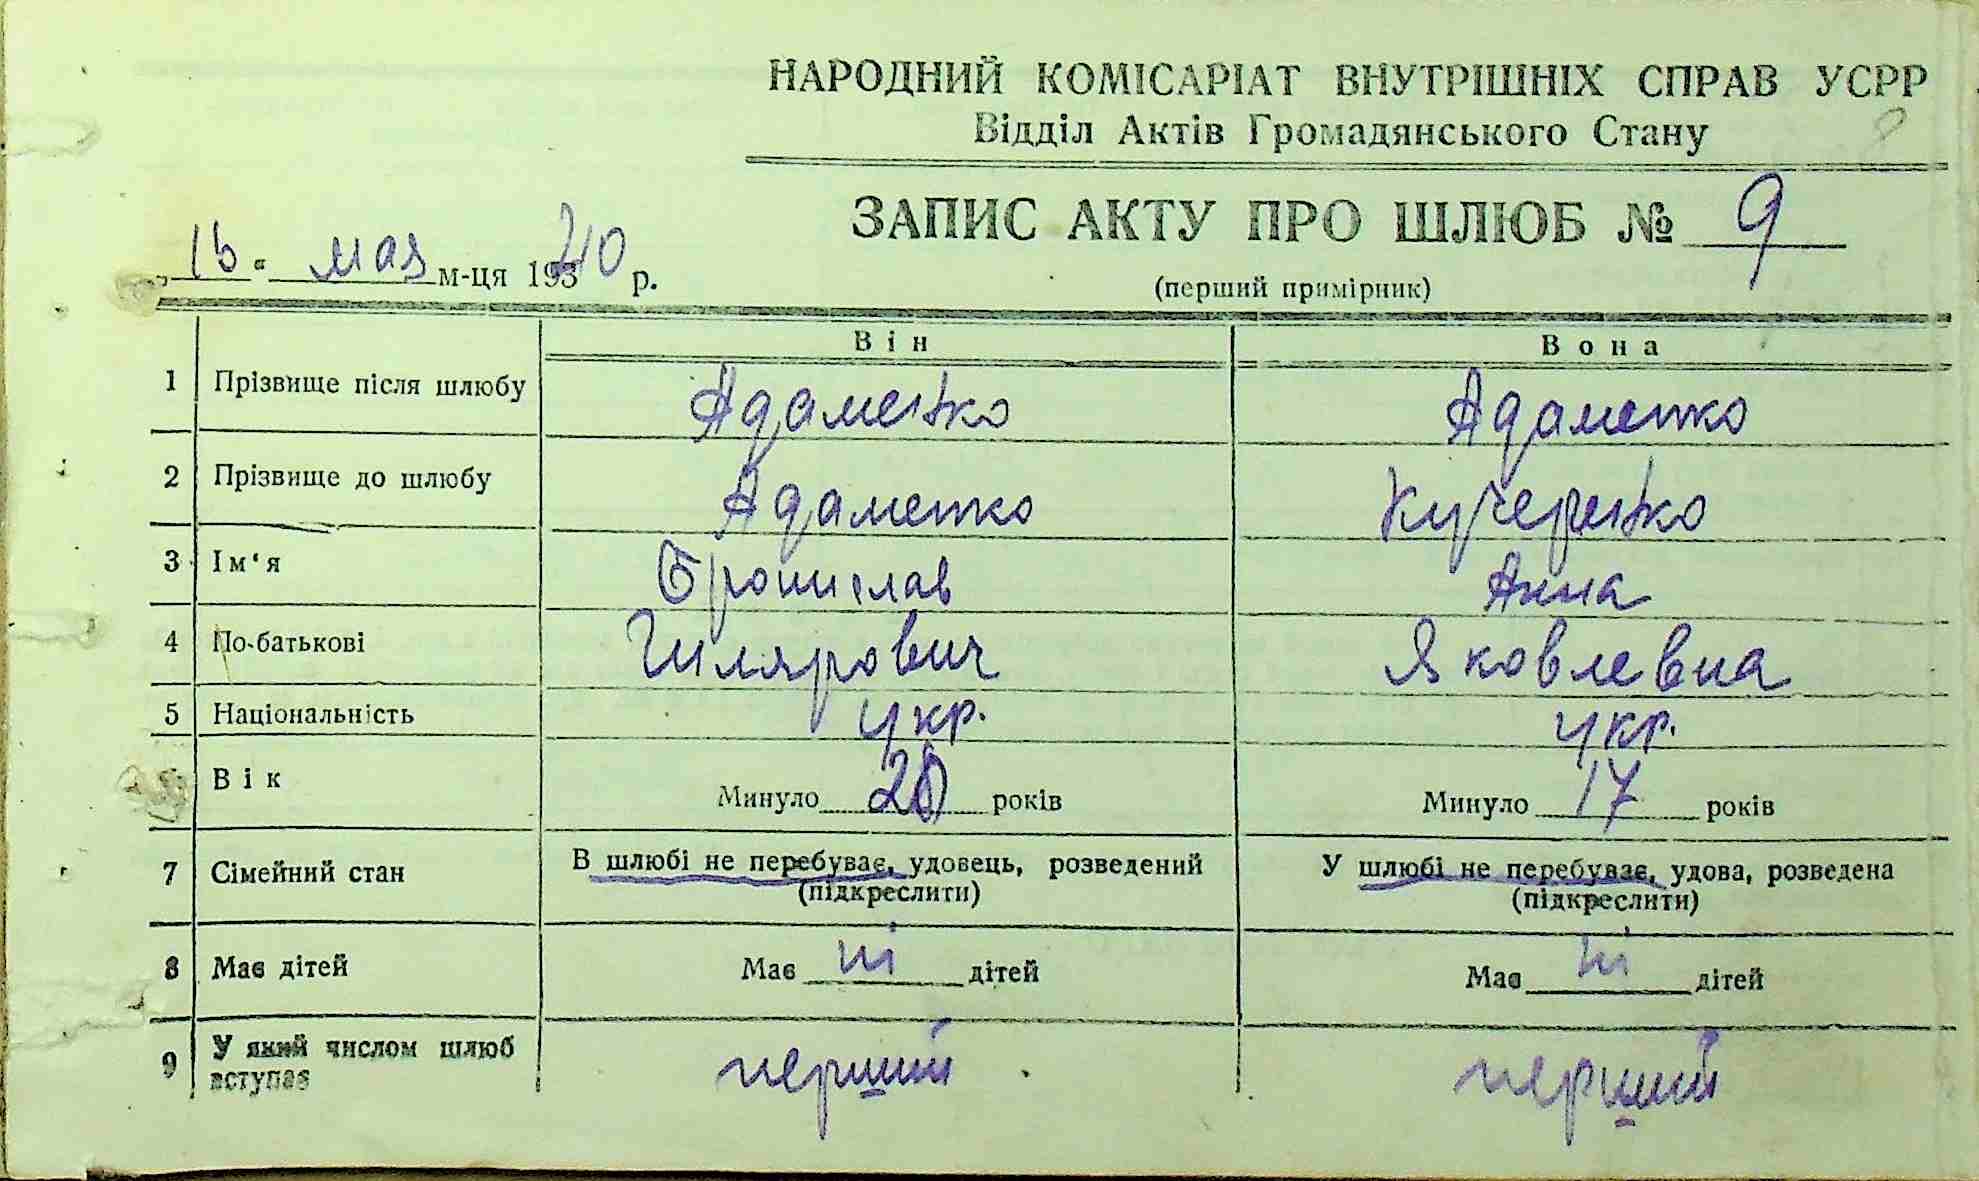 НАРОДНИЙ КОМІСАРІАТ ВНУТРІШНІХ СПРАВ УСРР
Відділ Актів Громадянського Стану
8
ЗАПИС АКТУ ПРО ШЛЮБ № 9
мая м-ця 1940 р.
(перший примірник)
Він Вона
1 Прізвище після шлюбу Адаменко Адаменко
2 Прізвище до шлюбу Адаменко Кучеренко
3 Ім'я Бронислав Анна
4 По-батькові Гилярович Яковлевна
5 Національність укр. укр.
Вік Минуло 20 років Минуло 17 років
7 Сімейний стан В шлюбі не перебуває, удовець, розведений У шлюбі не перебуває, удова, розведена
(підкреслити) (підкреслити)
8 Має дітей Має ні дітей Має ні дітей
9 У який числом шлюб вступає перший перший